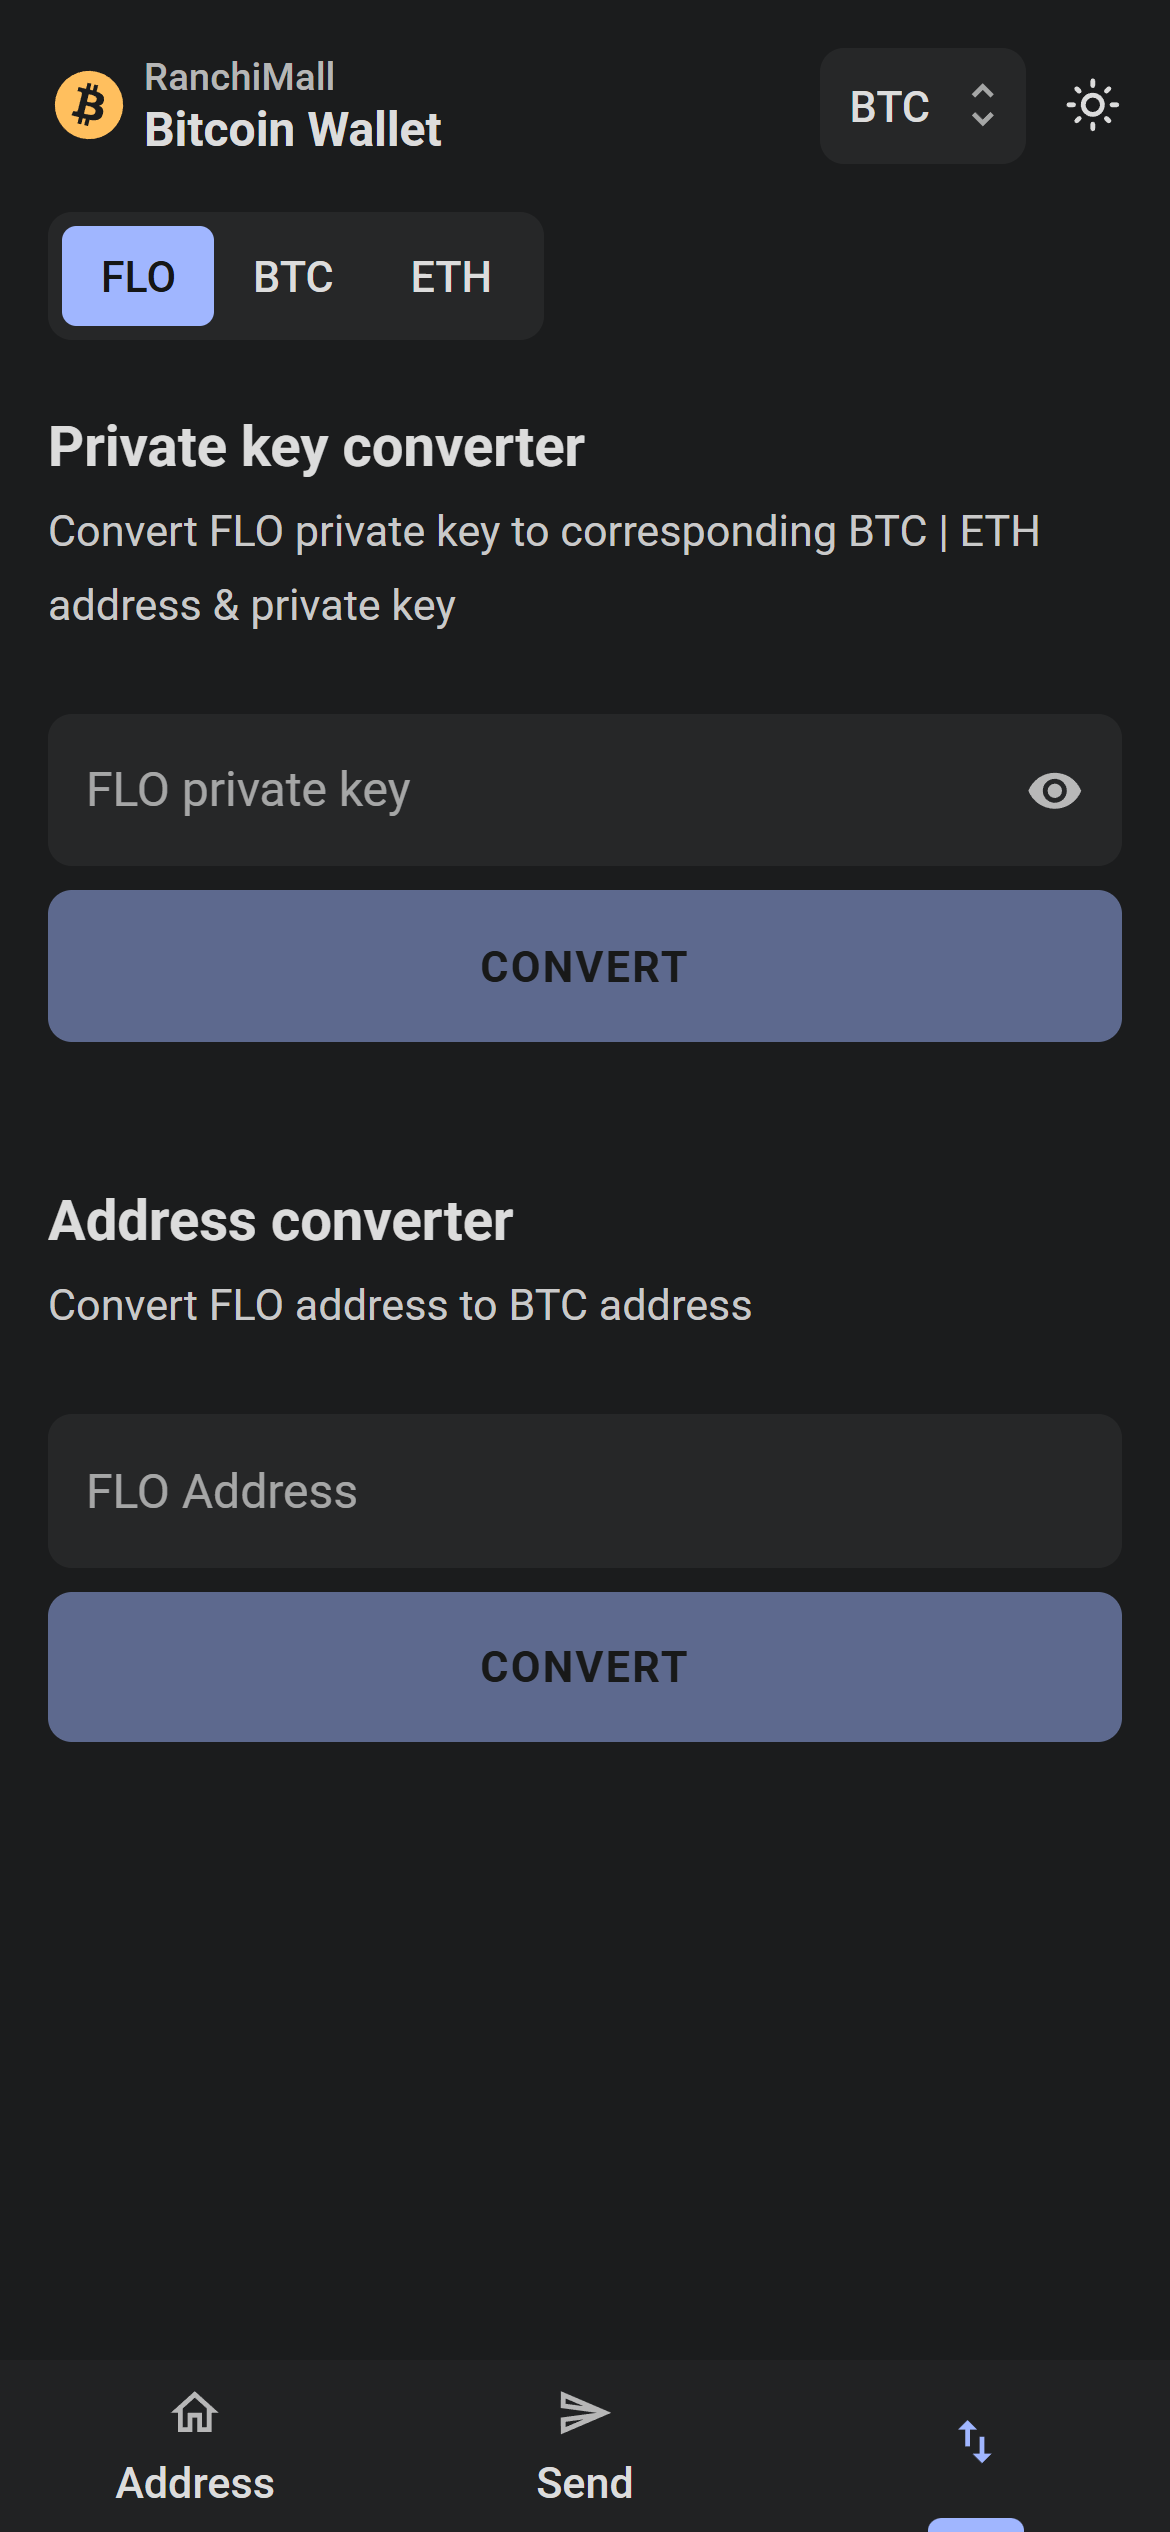 RanchiMall
Bitcoin Wallet
BTC
FLO
BTC
ETH
Private key converter
Convert FLO private key to corresponding BTC | ETH
address & private key
FLO private key
CONVERT
Address converter
Convert FLO address to BTC address
FLO Address
CONVERT
Address
Send